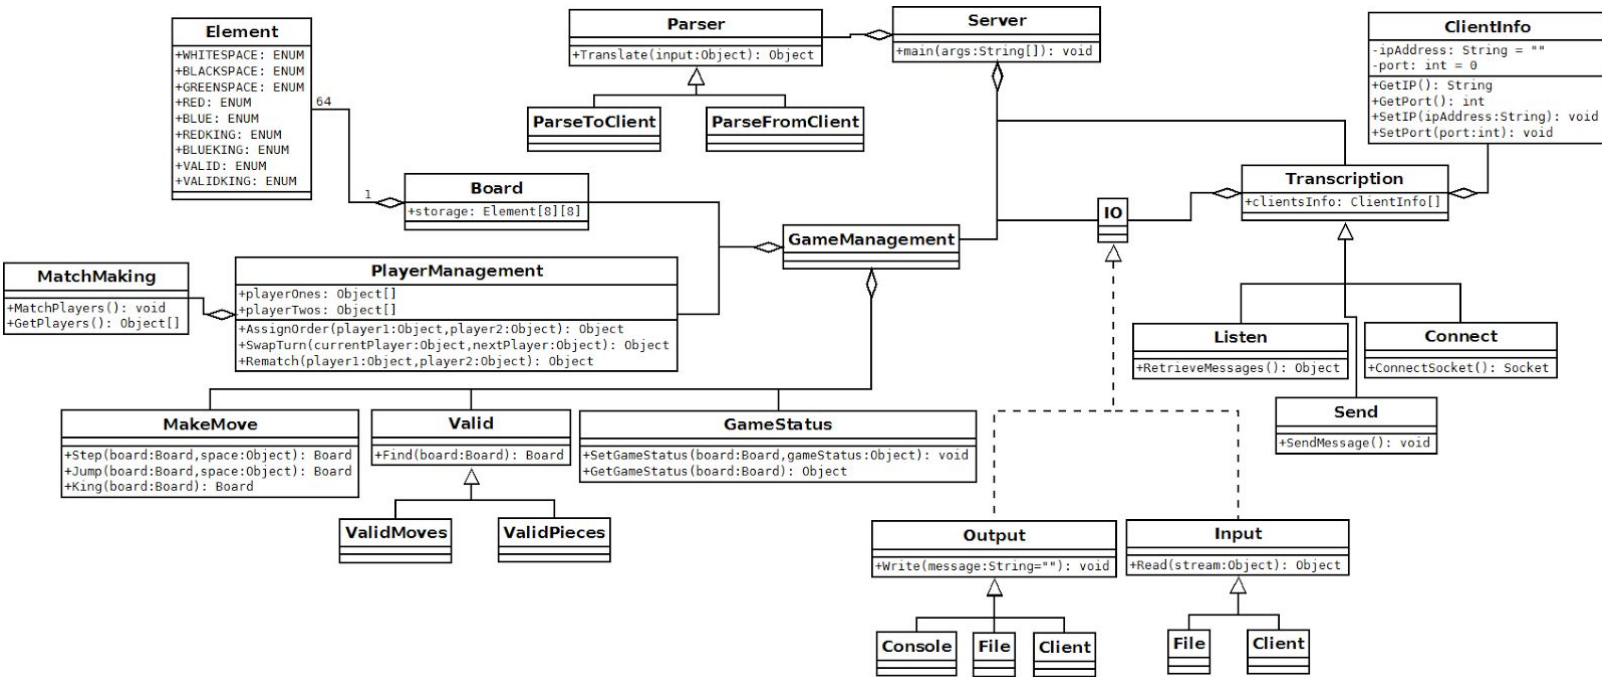 Element
+WHITESPACE: ENUM
+BLACKSPACE: ENUM
+GREENSPACE: ENUM
+RED: ENUM
+BLUE: ENUM
+REDKING: ENUM
+BLUEKING: ENUM
+VALID: ENUM
+VALIDKING: ENUM
64
1
Parser
+Translate(input:Object): Object
ParseToClient
ParseFromClient
Server
+main(args:String[]): void
ClientInfo
-ipAddress: String = ""
-port: int = 0
+GetIP(): String
+GetPort(): int
+SetIP(ipAddress:String): void
+SetPort(port:int): void
Board
+storage: Element[8][8]
Transcription
+clientsInfo: ClientInfo[]
IO
GameManagement
MatchMaking
+MatchPlayers(): void
+GetPlayers(): Object[]
PlayerManagement
+playerOnes: Object[]
+playerTwos: Object[]
+AssignOrder(player1:Object,player2:Object): Object
+SwapTurn(currentPlayer:Object,nextPlayer:Object): Object
+Rematch(player1:Object,player2:Object): Object
Listen
+RetrieveMessages(): Object
Connect
+ConnectSocket(): Socket
Send
+SendMessage(): void
MakeMove
+Step(board:Board,space:Object): Board
+Jump(board:Board,space:Object): Board
+King(board:Board): Board
Valid
+Find(board:Board): Board
GameStatus
+SetGameStatus(board:Board,gameStatus:Object): void
+GetGameStatus(board:Board): Object
ValidMoves
ValidPieces
Output
+Write(message:String=""): void
Input
+Read(stream:Object): Object
Console
File
Client
File
Client